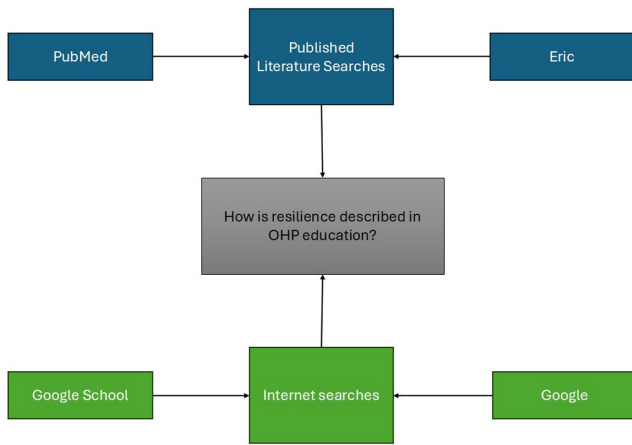 PubMed
Published
Literature Searches
Eric
How is resilience described in
OHP education?
Google School
Internet searches
Google